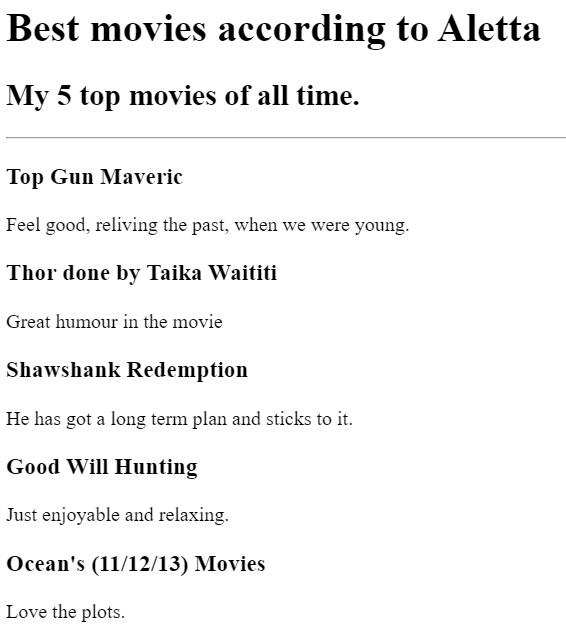 Best movies according to Aletta
My 5 top movies of all time.
Top Gun Maveric
Feel good, reliving the past, when we were young.
Thor done by Taika Waititi
Great humour in the movie
Shawshank Redemption
He has got a long term plan and sticks to it.
Good Will Hunting
Just enjoyable and relaxing.
Ocean's (11/12/13) Movies
Love the plots.